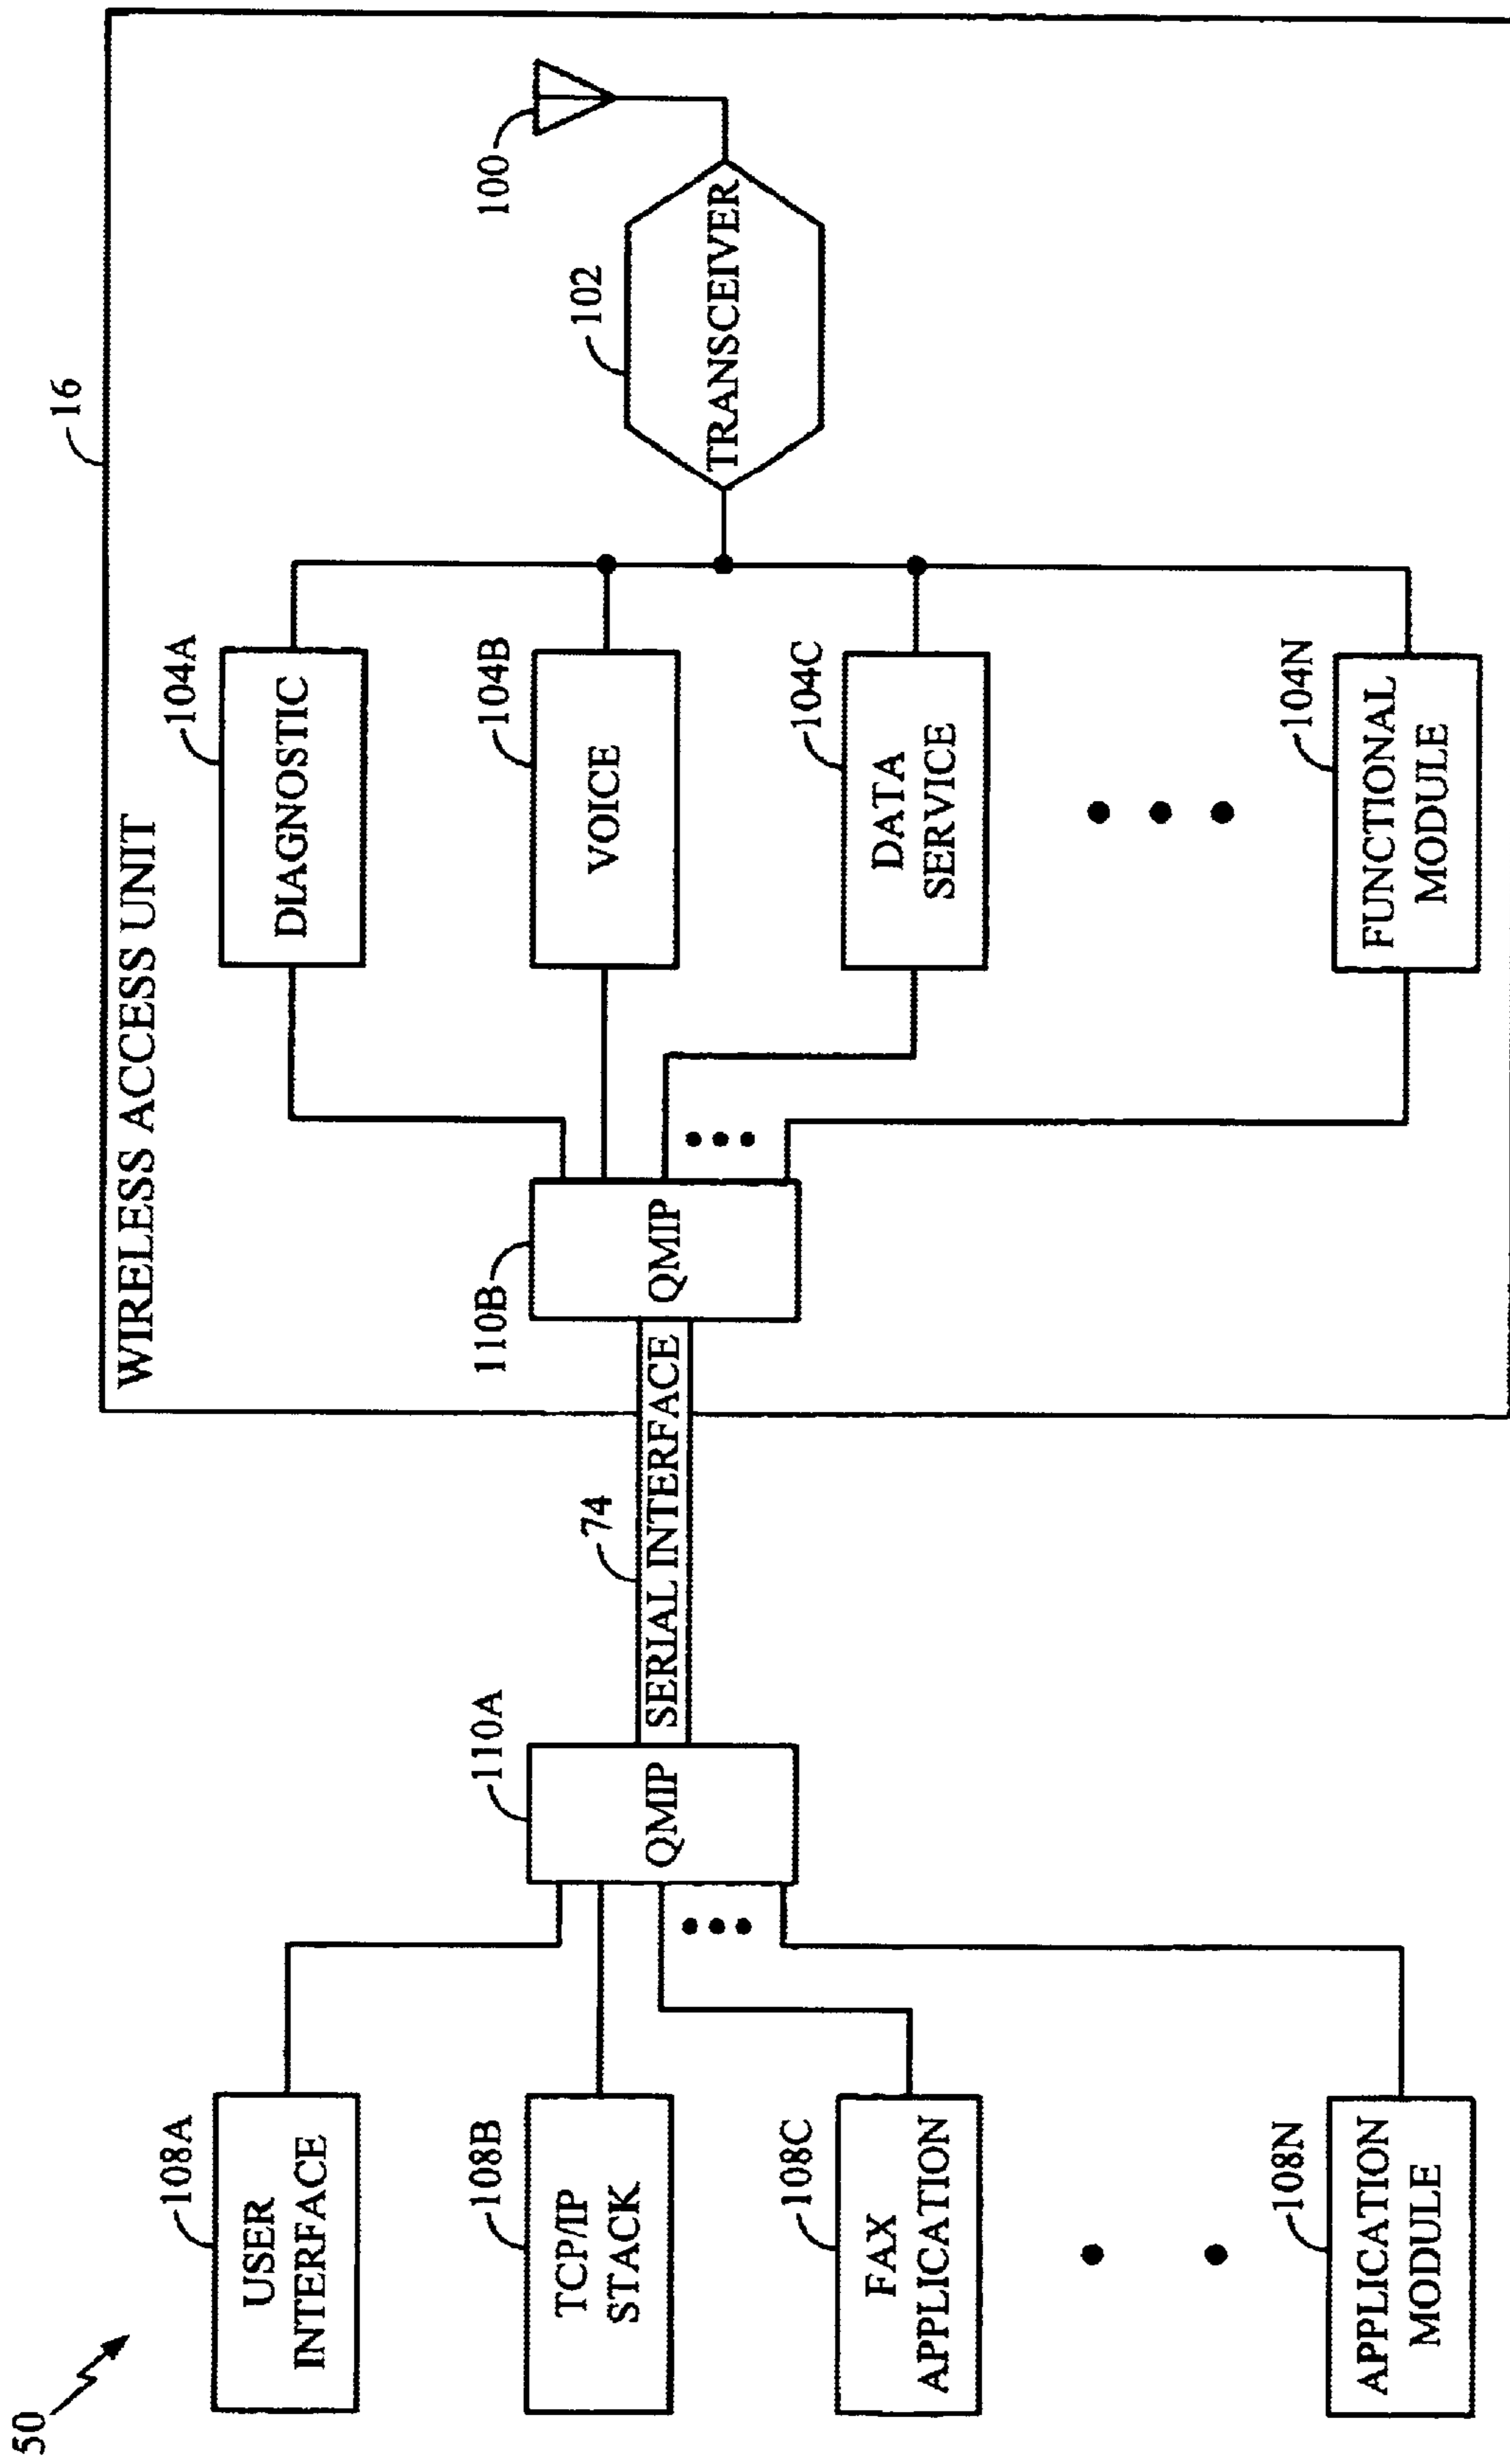 50
16
WIRELESS ACCESS UNIT
108A
USER
INTERFACE
108B
TCP/IP
STACK
108C
FAX
APPLICATION
108N
APPLICATION
MODULE
110A
QMIP
74
SERIAL INTERFACE
110B
QMIP
104A
DIAGNOSTIC
104B
VOICE
104C
DATA
SERVICE
104N
FUNCTIONAL
MODULE
102
TRANSCEIVER
100